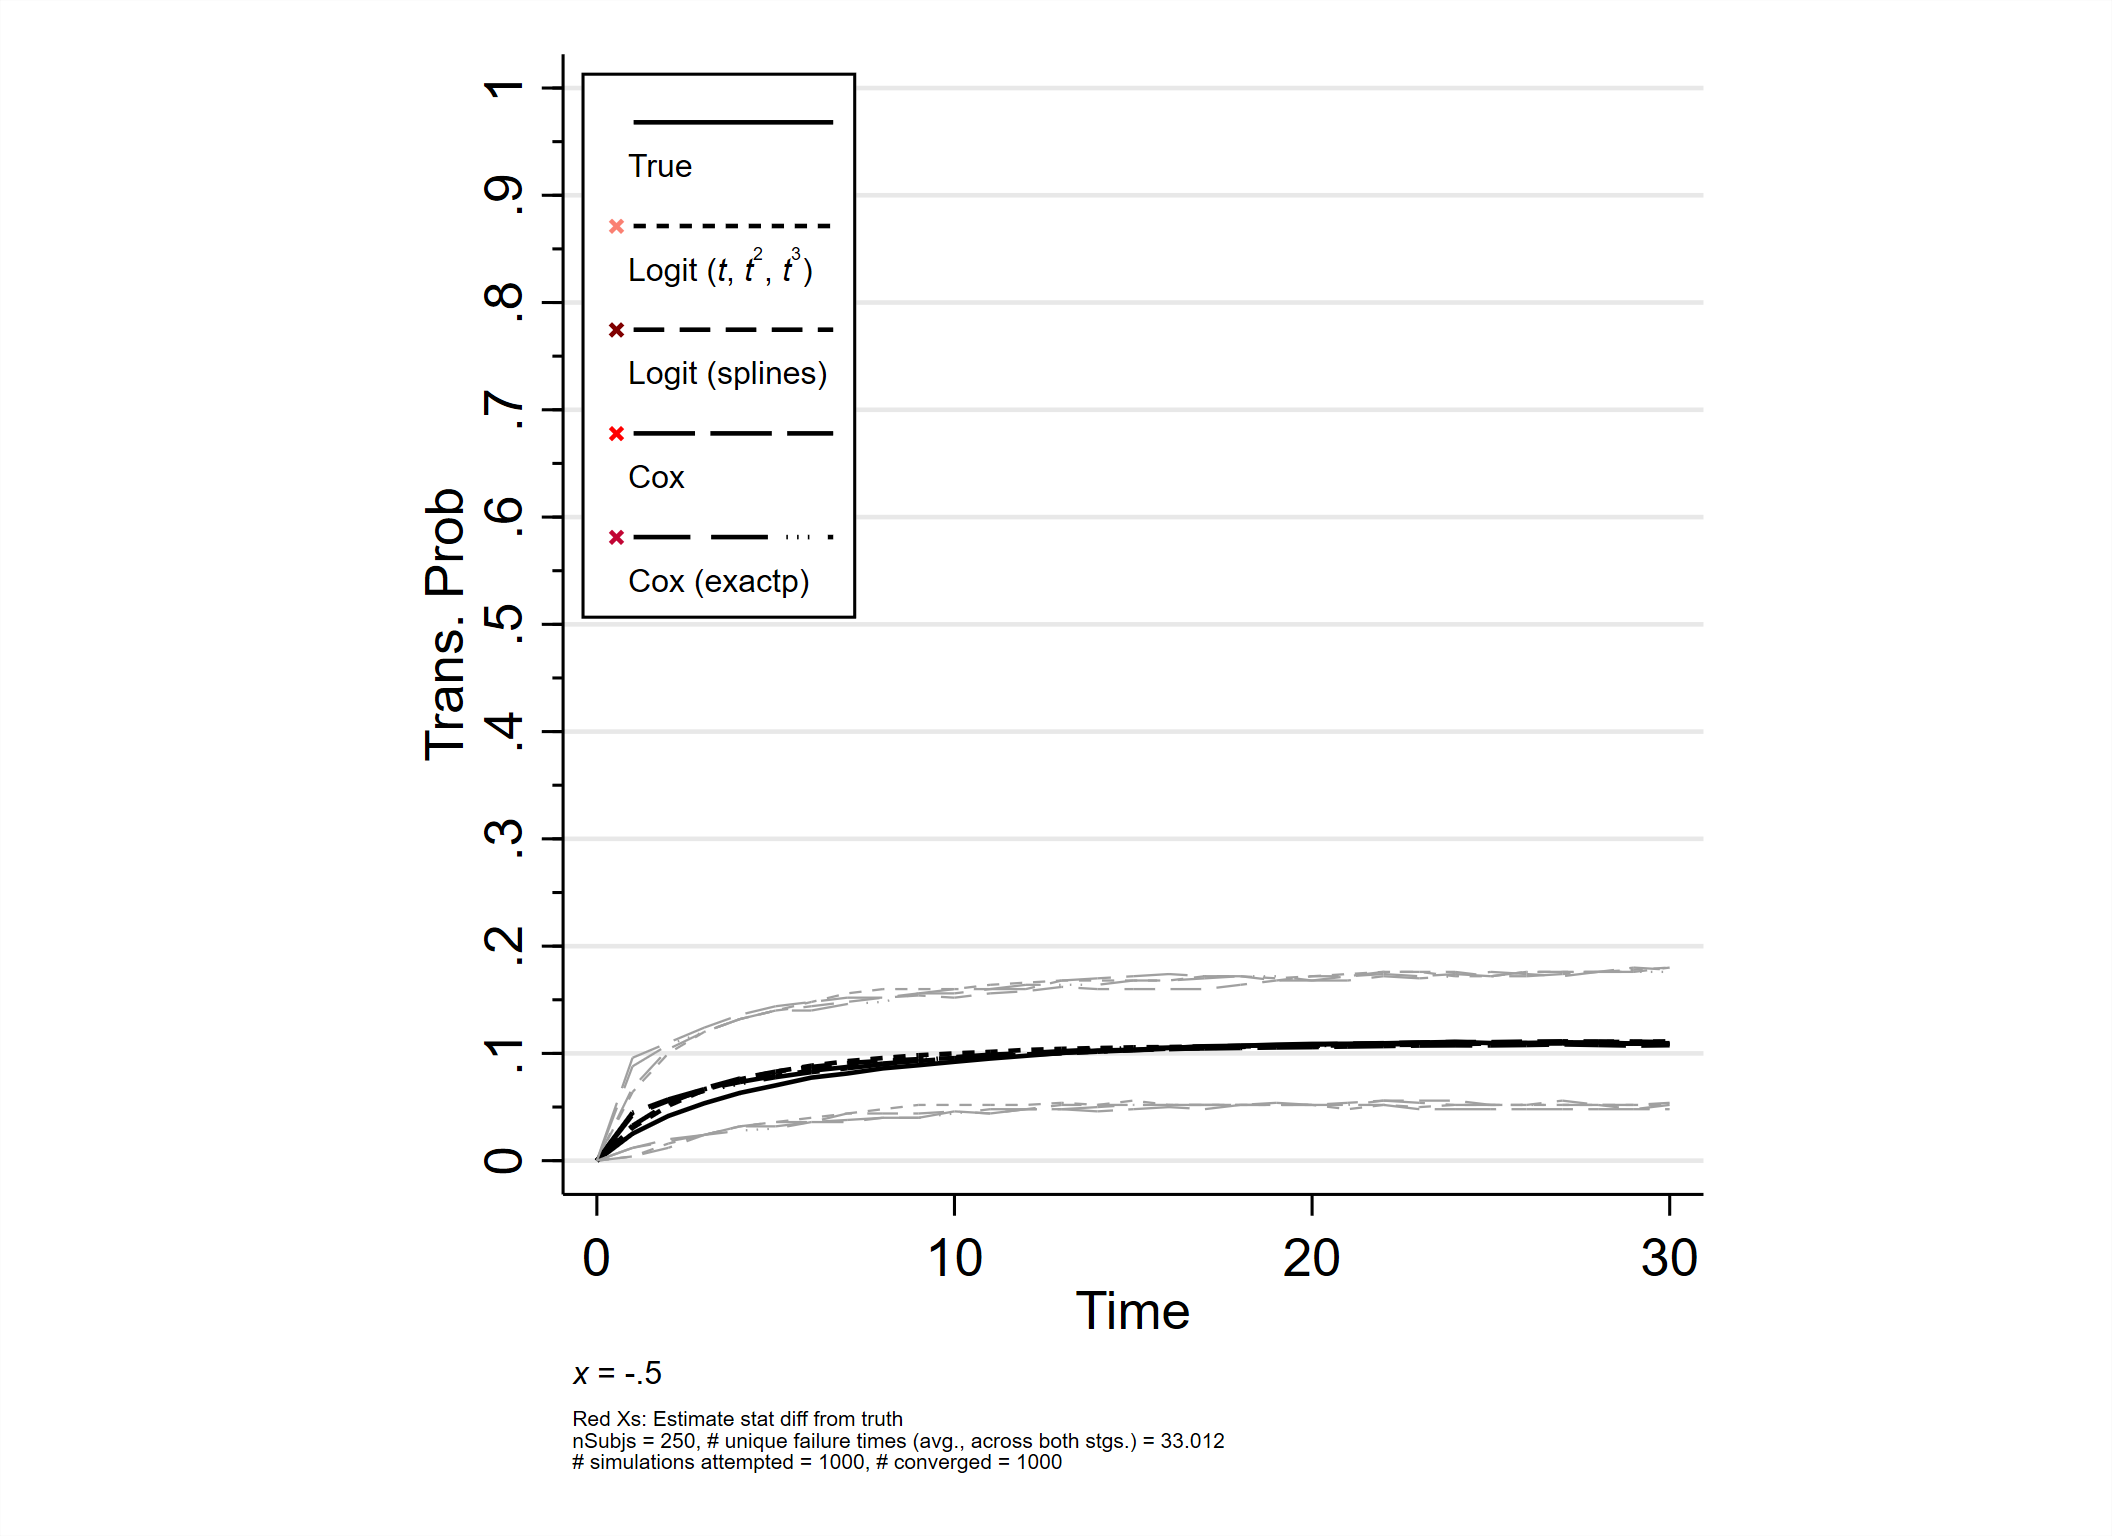 1
.9
.8
.7
.6
.5
.4
.3
.2
.1
0
Trans. Prob
True
Logit (t, t², t³)
Logit (splines)
Cox
Cox (exactp)
0 10 20 30
Time
x = -.5
Red Xs: Estimate stat diff from truth
nSubjs = 250, # unique failure times (avg., across both stgs.) = 33.012
# simulations attempted = 1000, # converged = 1000